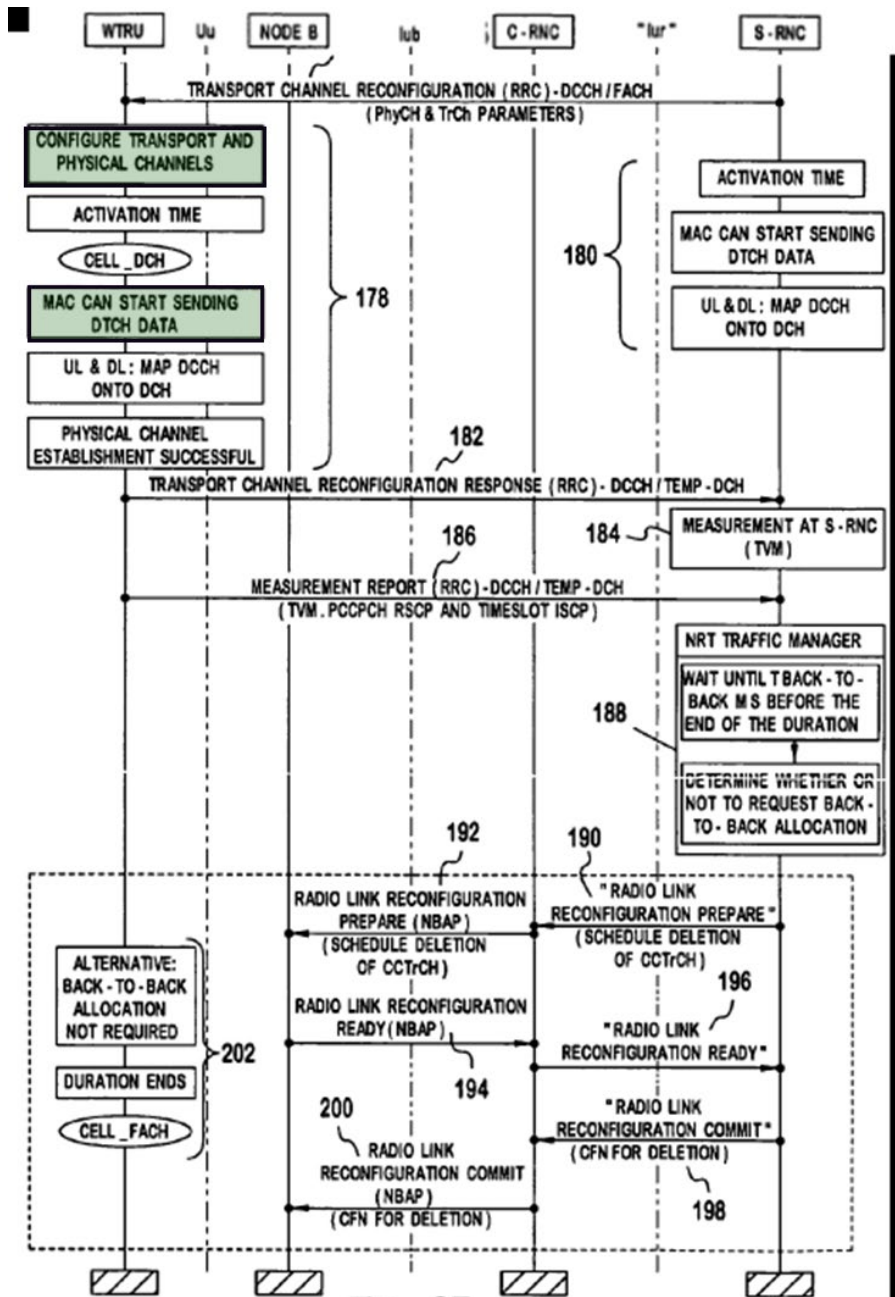 WTRU Uu NODE B Iub C-RNC "Iur" S-RNC
TRANSPORT CHANNEL RECONFIGURATION (RRC)-DCCH/FACH
(PhyCH & TrCh PARAMETERS)
CONFIGURE TRANSPORT AND
PHYSICAL CHANNELS
ACTIVATION TIME
CELL_DCH
MAC CAN START SENDING
DTCH DATA
UL & DL: MAP DCCH
ONTO DCH
PHYSICAL CHANNEL
ESTABLISHMENT SUCCESSFUL
178
180
ACTIVATION TIME
MAC CAN START SENDING
DTCH DATA
UL & DL: MAP DCCH
ONTO DCH
182
TRANSPORT CHANNEL RECONFIGURATION RESPONSE (RRC)- DCCH/TEMP-DCH
184
MEASUREMENT AT S-RNC
(TVM)
186
MEASUREMENT REPORT (RRC)-DCCH/TEMP-DCH
(TVM.PCCPCH RSCP AND TIMESLOT ISCP)
NRT TRAFFIC MANAGER
WAIT UNTIL T BACK-TO-
BACK MS BEFORE THE
END OF THE DURATION
188
DETERMINE WHETHER OR
NOT TO REQUEST BACK-
TO-BACK ALLOCATION
192
RADIO LINK RECONFIGURATION
PREPARE (NBAP)
(SCHEDULE DELETION
OF CCTrCH)
190
"RADIO LINK
RECONFIGURATION PREPARE"
(SCHEDULE DELETION
OF CCTrCH)
ALTERNATIVE:
BACK-TO-BACK
ALLOCATION
NOT REQUIRED
DURATION ENDS
CELL_FACH
202
RADIO LINK RECONFIGURATION
READY(NBAP)
194
196
"RADIO LINK
RECONFIGURATION READY"
"RADIO LINK
RECONFIGURATION COMMIT"
(CFN FOR DELETION)
198
200
RADIO LINK
RECONFIGURATION COMMIT
(NBAP)
(CFN FOR DELETION)